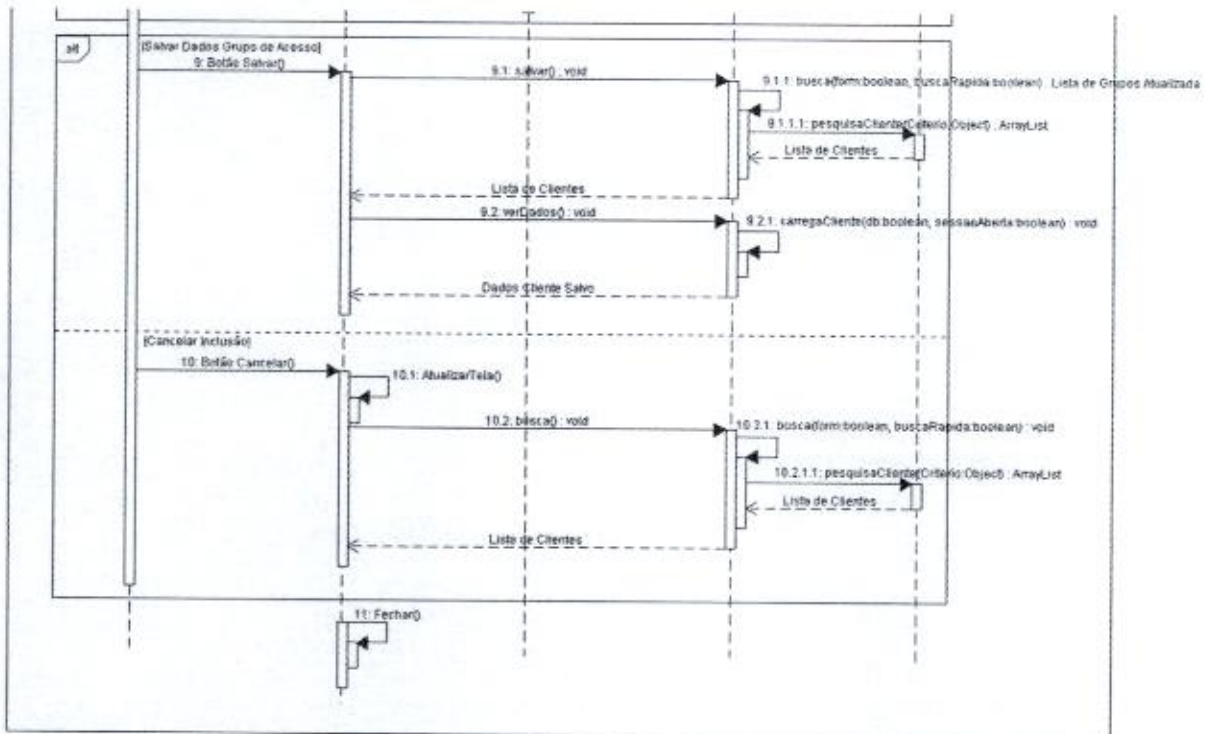 alt
[Salvar Dados Grupo de Acesso]
9: Botão Salvar()
9.1: salvar() : void
9.1.1: busca(form:boolean, buscaRapida:boolean) : Lista de Grupos Atualizada
9.1.1.1: pesquisaCliente(Criterio:Object) : ArrayList
Lista de Clientes
Lista de Clientes
9.2: verDados() : void
9.2.1: carregaCliente(db:boolean, sessaoAberta:boolean) : void
Dados Cliente Salvo
[Cancelar Inclusão]
10: Botão Cancelar()
10.1: AtualizarTela()
10.2: busca() : void
10.2.1: busca(form:boolean, buscaRapida:boolean) : void
10.2.1.1: pesquisaCliente(Criterio:Object) : ArrayList
Lista de Clientes
Lista de Clientes
11: Fechar()